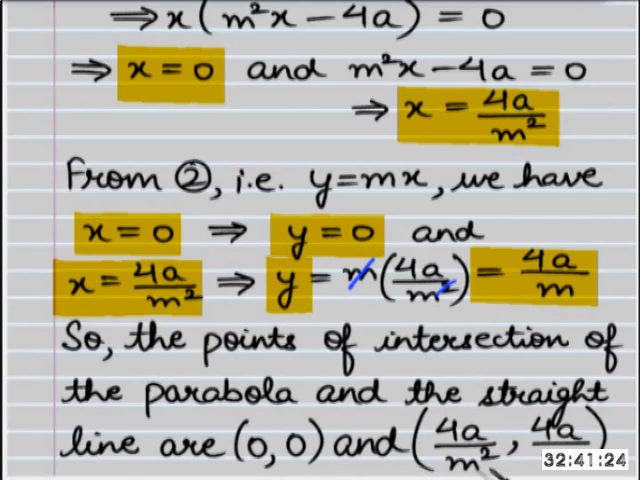 ⇒ x(m²x − 4a) = 0
⇒ x = 0 and m²x − 4a = 0
⇒ x = 4a/m²
From ②, i.e. y = mx, we have
x = 0 ⇒ y = 0 and
x = 4a/m² ⇒ y = m(4a/m²) = 4a/m
So, the points of intersection of
the parabola and the straight
line are (0, 0) and (4a/m², 4a
32:41:24